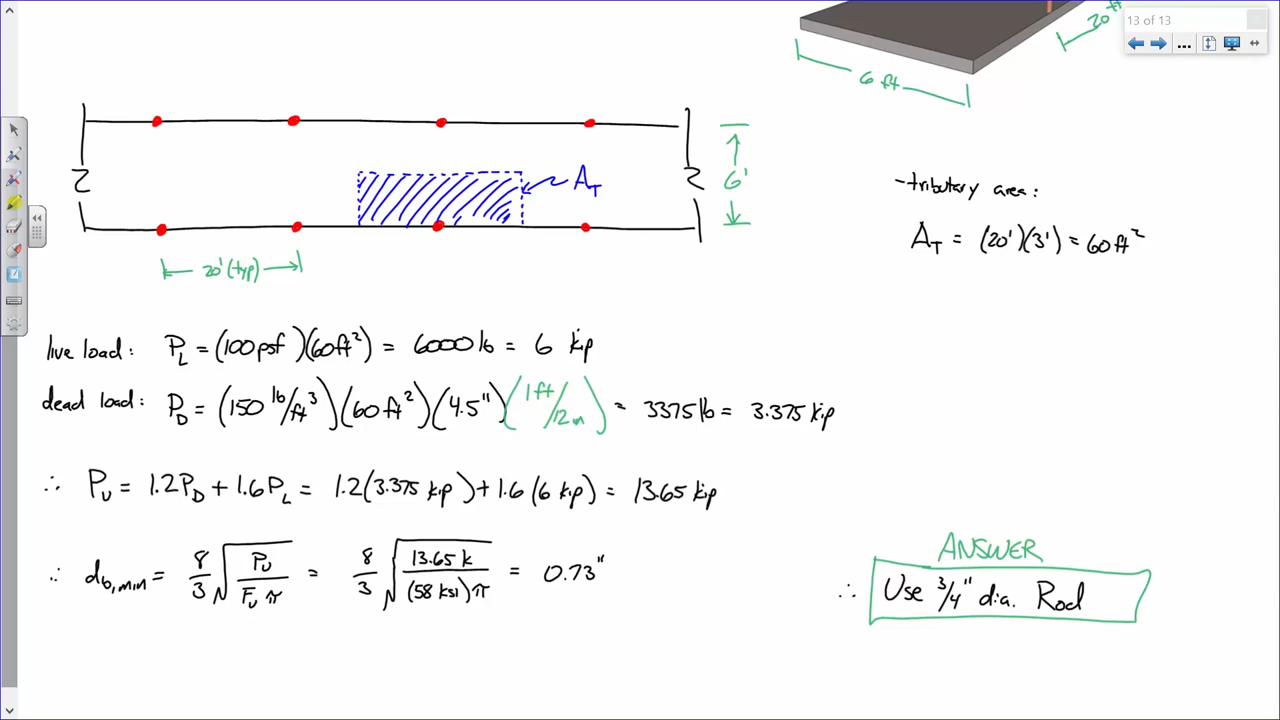 13 of 13
20 ft
6 ft
A_T
6'
20' (typ)
-tributary area:
A_T = (20')(3') = 60 ft²
live load: P_L = (100 psf)(60 ft²) = 6000 lb = 6 kip
dead load: P_D = (150 lb/ft³)(60 ft²)(4.5")(1 ft/12 in) = 3375 lb = 3.375 kip
∴ P_u = 1.2P_D + 1.6P_L = 1.2(3.375 kip) + 1.6(6 kip) = 13.65 kip
∴ d_b,min = 8/3 √(P_u/F_u π) = 8/3 √(13.65 k/(58 ksi)π) = 0.73"
ANSWER
∴ Use 3/4" dia. Rod